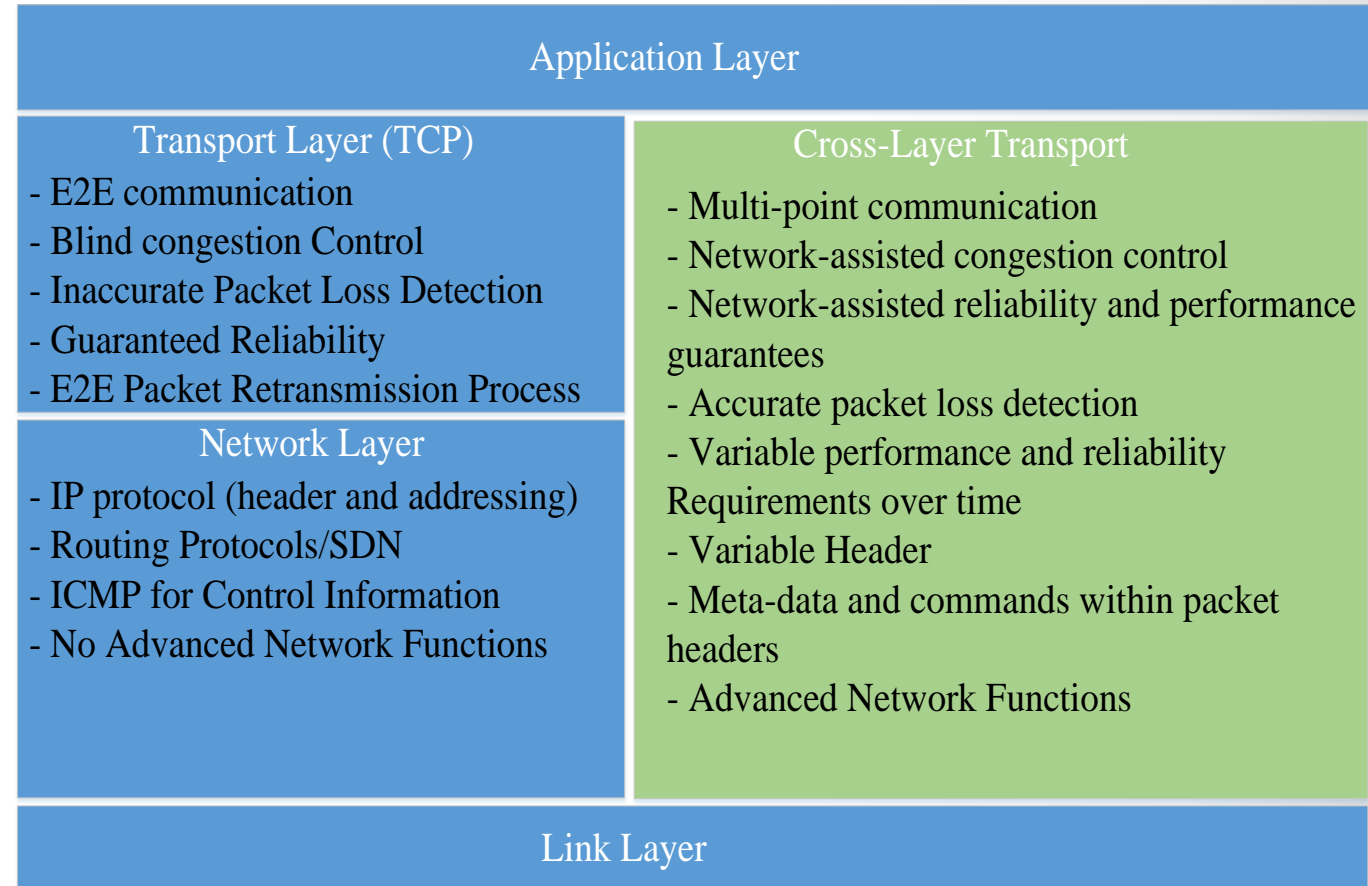 Application Layer
Transport Layer (TCP)
- E2E communication
- Blind congestion Control
- Inaccurate Packet Loss Detection
- Guaranteed Reliability
- E2E Packet Retransmission Process
Network Layer
- IP protocol (header and addressing)
- Routing Protocols/SDN
- ICMP for Control Information
- No Advanced Network Functions
Cross-Layer Transport
- Multi-point communication
- Network-assisted congestion control
- Network-assisted reliability and performance
guarantees
- Accurate packet loss detection
- Variable performance and reliability
Requirements over time
- Variable Header
- Meta-data and commands within packet
headers
- Advanced Network Functions
Link Layer